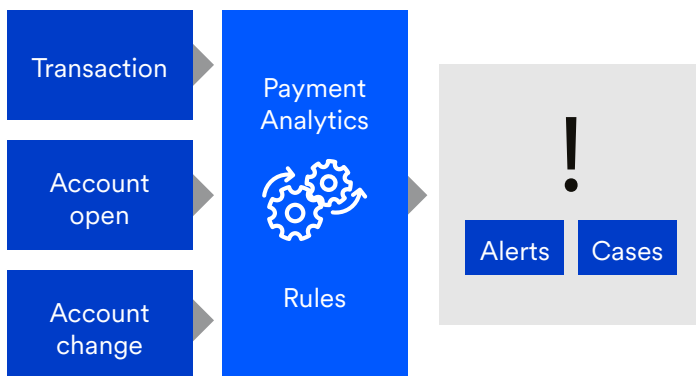 Transaction
Account
open
Account
change
Payment
Analytics
Rules
!
Alerts
Cases